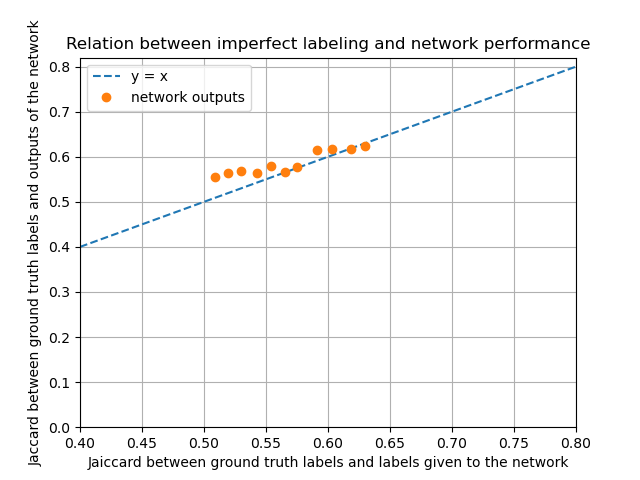 Relation between imperfect labeling and network performance
y = x
network outputs
Jaccard between ground truth labels and outputs of the network
0.8
0.7
0.6
0.5
0.4
0.3
0.2
0.1
0.0
0.40 0.45 0.50 0.55 0.60 0.65 0.70 0.75 0.80
Jaiccard between ground truth labels and labels given to the network